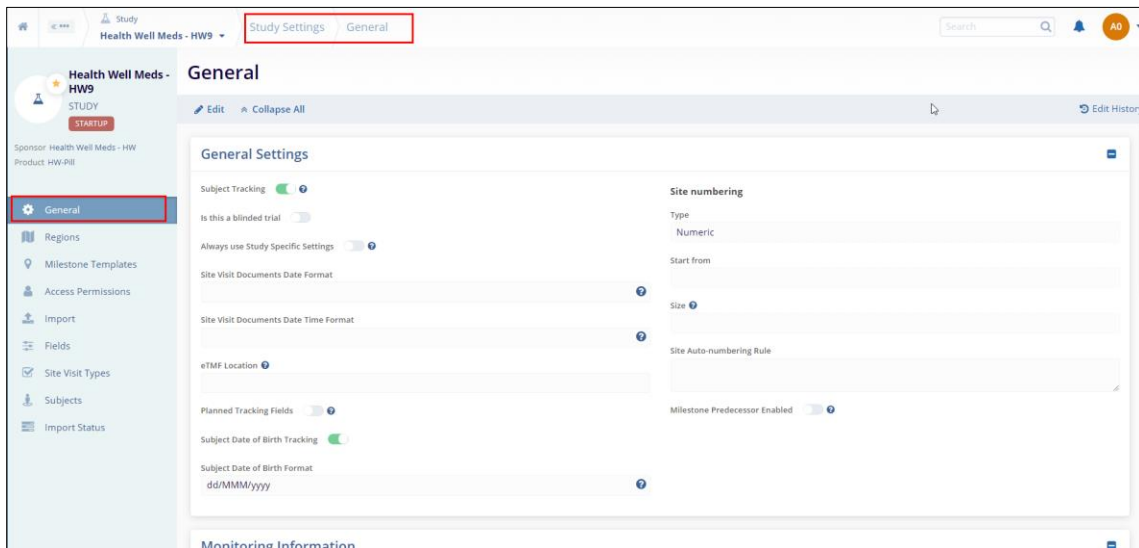 Study
Health Well Meds - HW9
Study Settings
General
Search
A0
Health Well Meds -
HW9
STUDY
STARTUP
Sponsor Health Well Meds - HW
Product HW-Pill
General
Regions
Milestone Templates
Access Permissions
Import
Fields
Site Visit Types
Subjects
Import Status
General
Edit
Collapse All
Edit Histor
General Settings
Subject Tracking
Is this a blinded trial
Always use Study Specific Settings
Site Visit Documents Date Format
Site Visit Documents Date Time Format
eTMF Location
Planned Tracking Fields
Subject Date of Birth Tracking
Subject Date of Birth Format
dd/MMM/yyyy
Site numbering
Type
Numeric
Start from
Size
Site Auto-numbering Rule
Milestone Predecessor Enabled
Monitoring Information